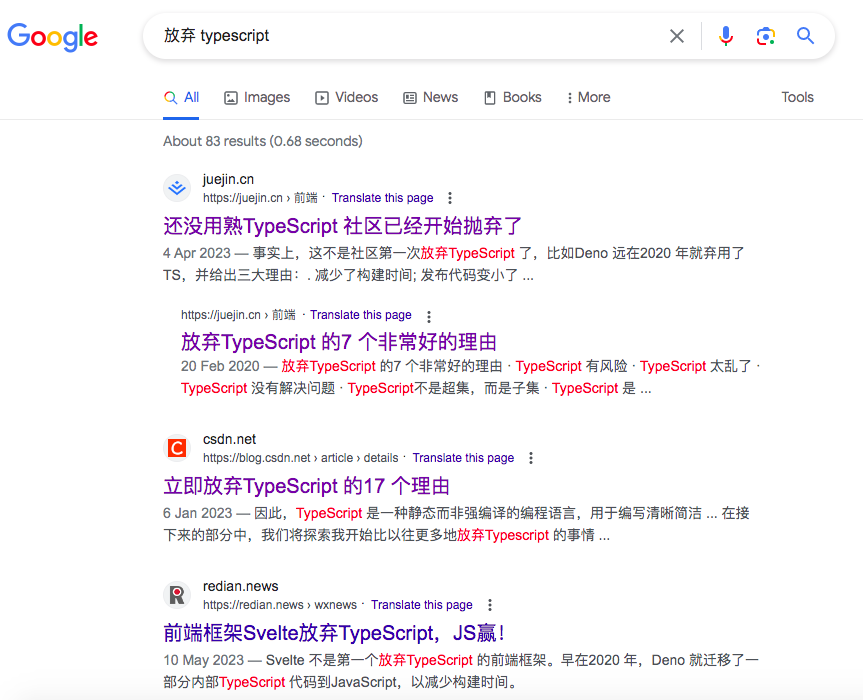 Google
放弃 typescript
All Images Videos News Books More Tools
About 83 results (0.68 seconds)
juejin.cn
https://juejin.cn › 前端 · Translate this page
还没用熟TypeScript 社区已经开始抛弃了
4 Apr 2023 — 事实上，这不是社区第一次放弃TypeScript 了，比如Deno 远在2020 年就弃用了
TS，并给出三大理由：. 减少了构建时间; 发布代码变小了 ...
https://juejin.cn › 前端 · Translate this page
放弃TypeScript 的7 个非常好的理由
20 Feb 2020 — 放弃TypeScript 的7 个非常好的理由 · TypeScript 有风险 · TypeScript 太乱了 ·
TypeScript 没有解决问题 · TypeScript不是超集，而是子集 · TypeScript 是 ...
C
csdn.net
https://blog.csdn.net › article › details · Translate this page
立即放弃TypeScript 的17 个理由
6 Jan 2023 — 因此，TypeScript 是一种静态而非强编译的编程语言，用于编写清晰简洁 ... 在接
下来的部分中，我们将探索我开始比以往更多地放弃Typescript 的事情 ...
R
redian.news
https://redian.news › wxnews · Translate this page
前端框架Svelte放弃TypeScript，JS赢！
10 May 2023 — Svelte 不是第一个放弃TypeScript 的前端框架。早在2020 年，Deno 就迁移了一
部分内部TypeScript 代码到JavaScript，以减少构建时间。